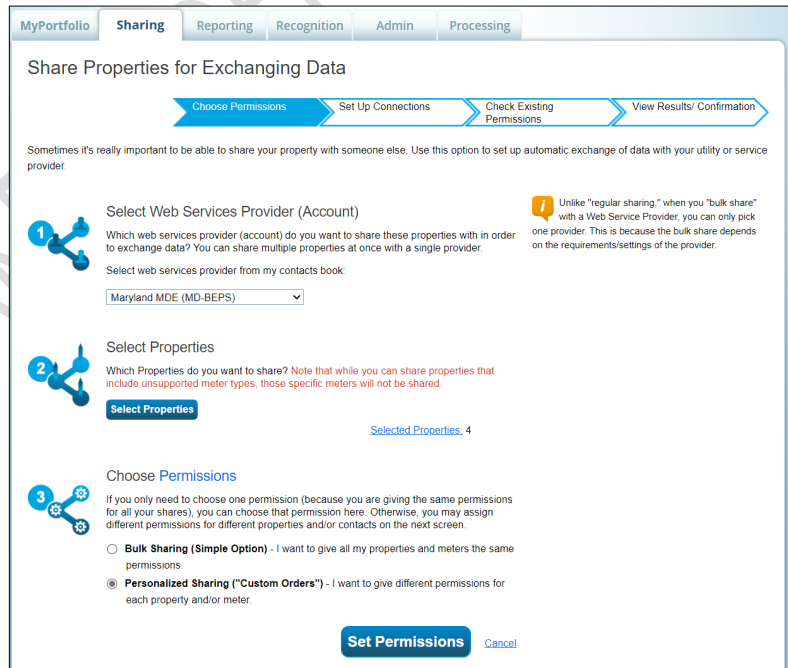 MyPortfolio Sharing Reporting Recognition Admin Processing
Share Properties for Exchanging Data
Choose Permissions Set Up Connections Check Existing Permissions View Results/ Confirmation
Sometimes it's really important to be able to share your property with someone else. Use this option to set up automatic exchange of data with your utility or service
provider.
1
Select Web Services Provider (Account)
Which web services provider (account) do you want to share these properties with in order
to exchange data? You can share multiple properties at once with a single provider.
Select web services provider from my contacts book:
Maryland MDE (MD-BEPS)
i
Unlike "regular sharing," when you "bulk share"
with a Web Service Provider, you can only pick
one provider. This is because the bulk share depends
on the requirements/settings of the provider.
2
Select Properties
Which Properties do you want to share? Note that while you can share properties that
include unsupported meter types, those specific meters will not be shared.
Select Properties
Selected Properties: 4
3
Choose Permissions
If you only need to choose one permission (because you are giving the same permissions
for all your shares), you can choose that permission here. Otherwise, you may assign
different permissions for different properties and/or contacts on the next screen.
Bulk Sharing (Simple Option) - I want to give all my properties and meters the same
permissions.
Personalized Sharing ("Custom Orders") - I want to give different permissions for
each property and/or meter.
Set Permissions Cancel